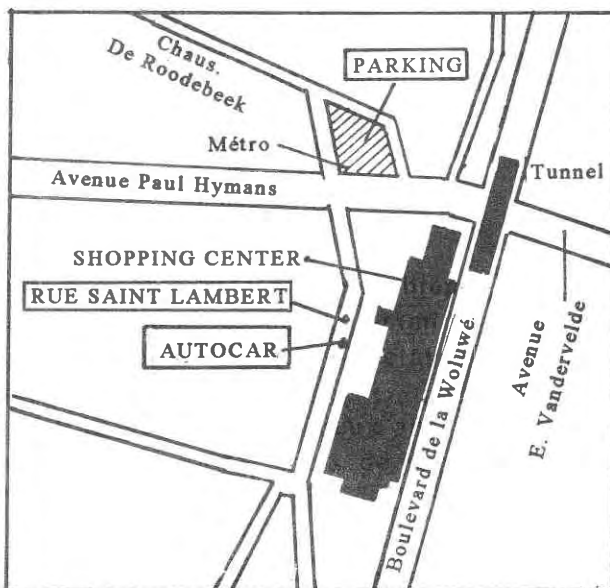 Chaus.
De Roodebeek
PARKING
Métro
Avenue Paul Hymans
Tunnel
SHOPPING CENTER
RUE SAINT LAMBERT
AUTOCAR
Boulevard de la Woluwé
Avenue
E. Vandervelde